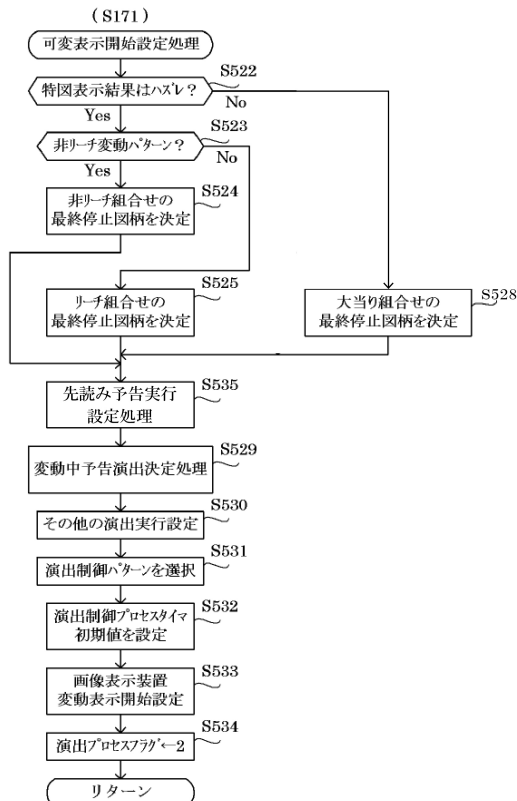 (S171)
可変表示開始設定処理
S522
特図表示結果はハズレ?
Yes
No
S523
非リーチ変動パターン?
Yes
No
S524
非リーチ組合せの
最終停止図柄を決定
S525
リーチ組合せの
最終停止図柄を決定
S528
大当り組合せの
最終停止図柄を決定
S535
先読み予告実行
設定処理
S529
変動中予告演出決定処理
S530
その他の演出実行設定
S531
演出制御パターンを選択
S532
演出制御プロセスタイマ
初期値を設定
S533
画像表示装置
変動表示開始設定
S534
演出プロセスフラグ←2
リターン